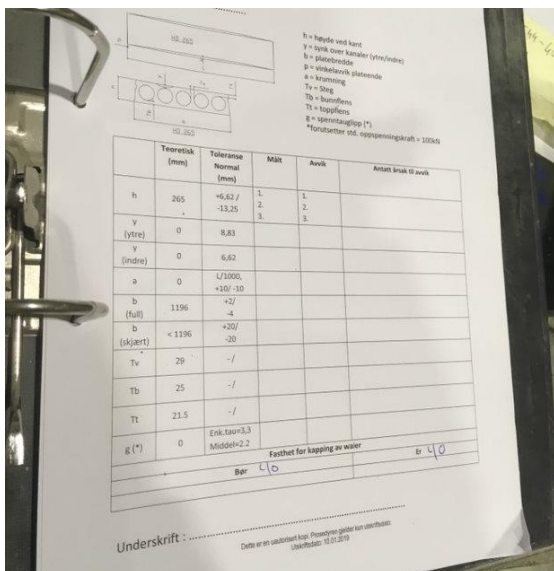 HD 265
HD 265
h = høyde ved kant
y = synk over kanaler (ytre/indre)
b = platebredde
p = vinkelavvik plateende
a = krumning
Tv = Steg
Tb = bunnflens
Tt = toppflens
g = spenntauglipp (*)
*forutsetter std. oppspenningskraft = 100kN
Teoretisk (mm) Toleranse Normal (mm) Målt Avvik Antatt årsak til avvik
h 265 +6,62 / -13,25 1. 2. 3. 1. 2. 3.
y (ytre) 0 8,83
y (indre) 0 6,62
a 0 L/1000, +10/ -10
b (full) 1196 +2/ -4
b (skjært) < 1196 +20/ -20
Tv 29 -/
Tb 25 -/
Tt 21.5 -/
g (*) 0 Enk.tau=3,3 Middel=2.2
Fasthet for kapping av waier
Bør 40 Er 40
Underskrift :
Dette er en uautorisert kopi. Prosedyren gjelder kun utskriftsdato.
Utskriftsdato: 10.01.2019